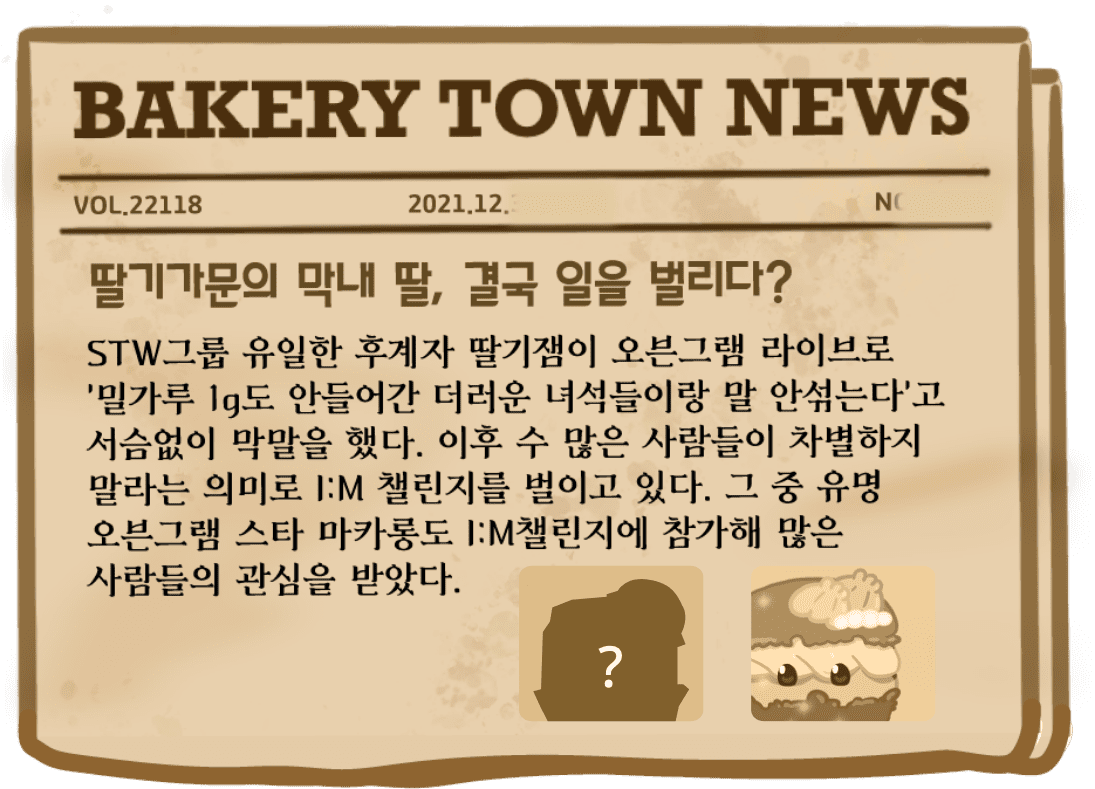 BAKERY TOWN NEWS
VOL.22118 2021.12.
딸기가문의 막내 딸, 결국 일을 벌리다?
STW그룹 유일한 후계자 딸기잼이 오븐그램 라이브로
'밀가루 1g도 안들어간 더러운 녀석들이랑 말 안섞는다'고
서슴없이 막말을 했다. 이후 수 많은 사람들이 차별하지
말라는 의미로 I:M 챌린지를 벌이고 있다. 그 중 유명
오븐그램 스타 마카롱도 I:M챌린지에 참가해 많은
사람들의 관심을 받았다.
?